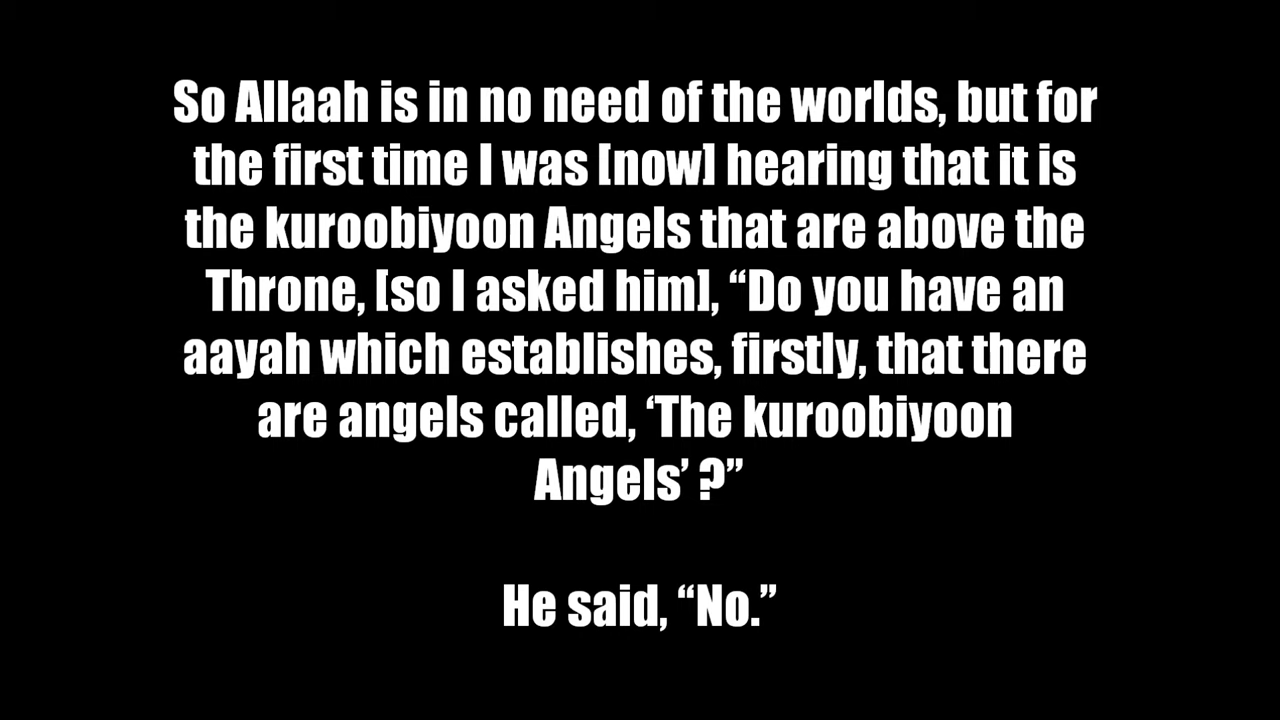 So Allaah is in no need of the worlds, but for
the first time I was [now] hearing that it is
the kuroobiyoon Angels that are above the
Throne, [so I asked him], “Do you have an
aayah which establishes, firstly, that there
are angels called, ‘The kuroobiyoon
Angels’ ?”
He said, “No.”